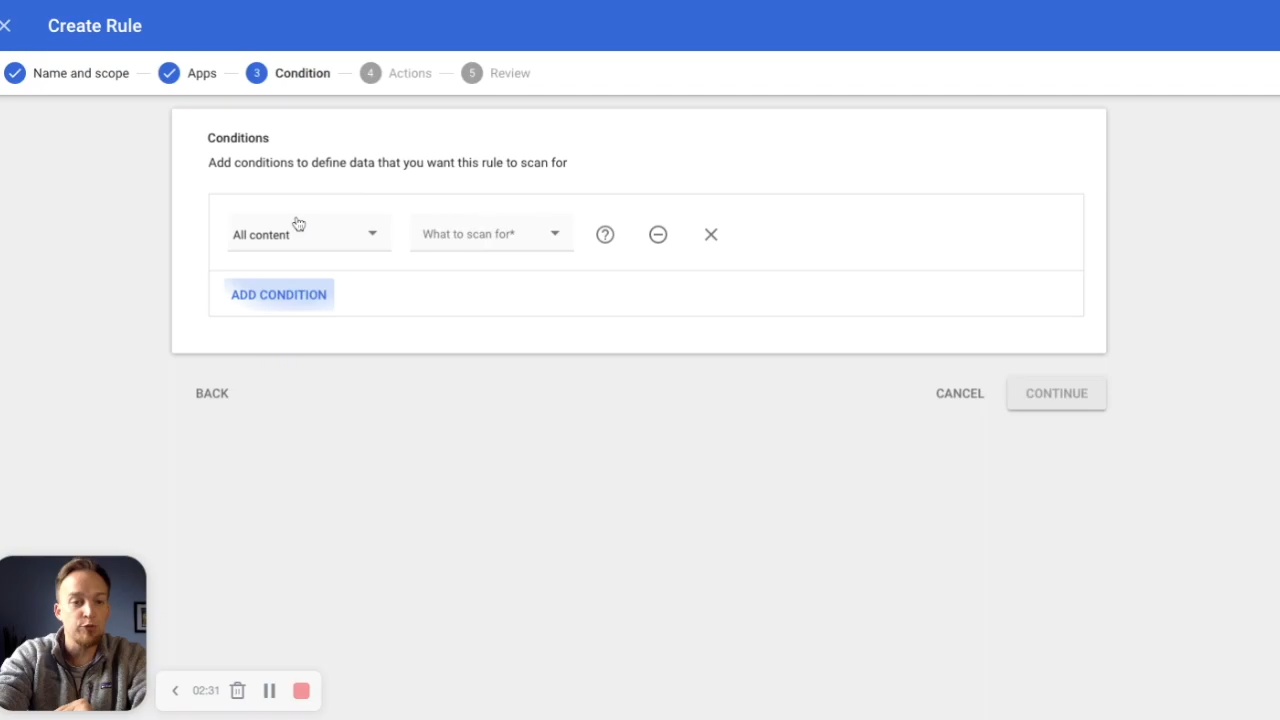 Create Rule
Name and scope
Apps
3 Condition
4 Actions
5 Review
Conditions
Add conditions to define data that you want this rule to scan for
All content
What to scan for*
ADD CONDITION
BACK
CANCEL
CONTINUE
02:31